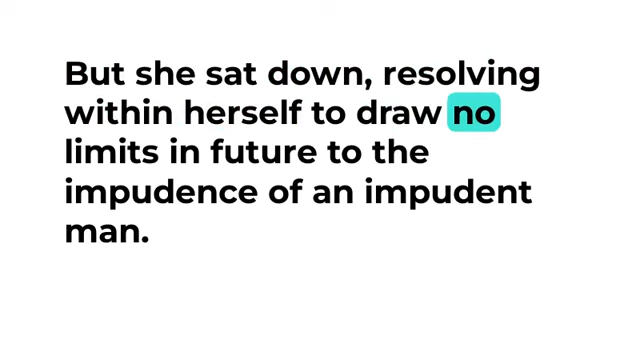 But she sat down, resolving
within herself to draw no
limits in future to the
impudence of an impudent
man.